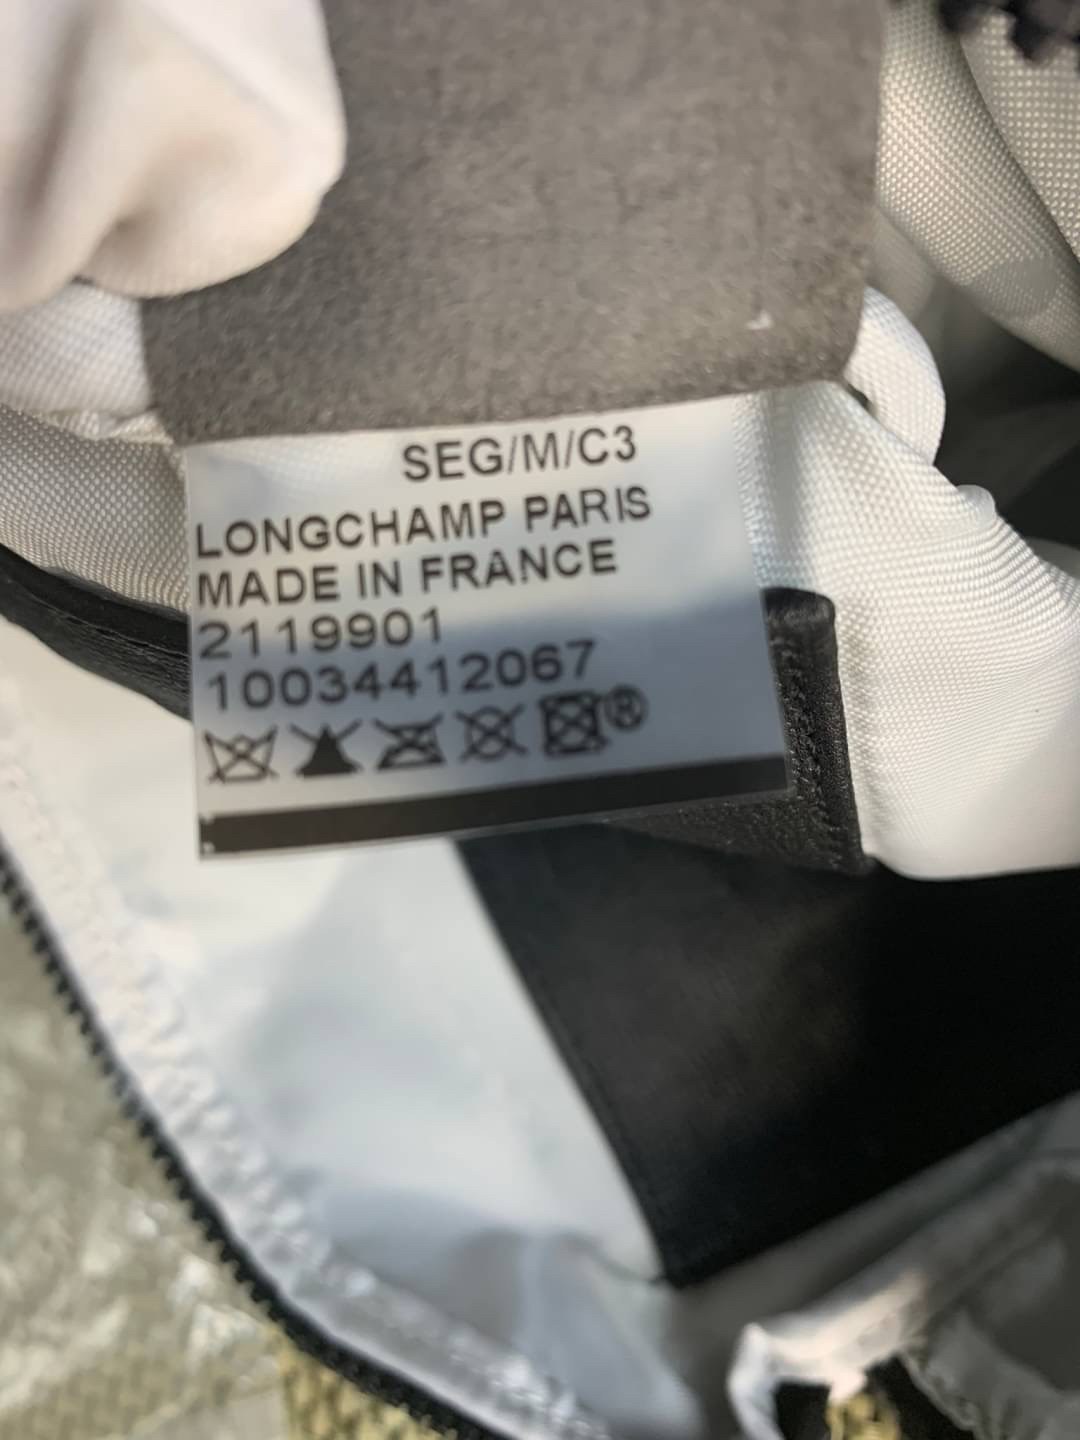 SEG/M/C3
LONGCHAMP PARIS
MADE IN FRANCE
2119901
10034412067
®